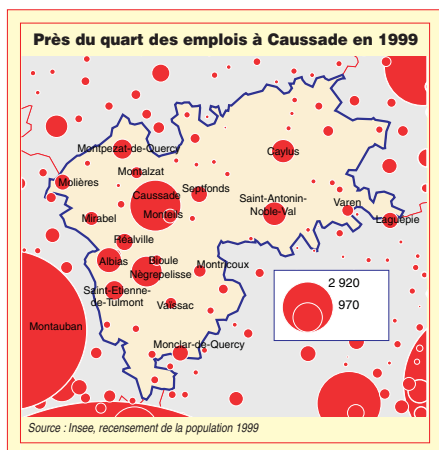 Près du quart des emplois à Caussade en 1999
Montpezat-de-Quercy
Caylus
Montalzat
Molières
Septfonds
Caussade
Saint-Antonin-
Noble-Val
Varen
Mirabel
Monteils
Laguépie
Réalville
Albias
Bioule
Nègrepelisse
Montricoux
Saint-Etienne-
de-Tulmont
Vaïssac
Montauban
Monclar-de-Quercy
2 920
970
Source : Insee, recensement de la population 1999